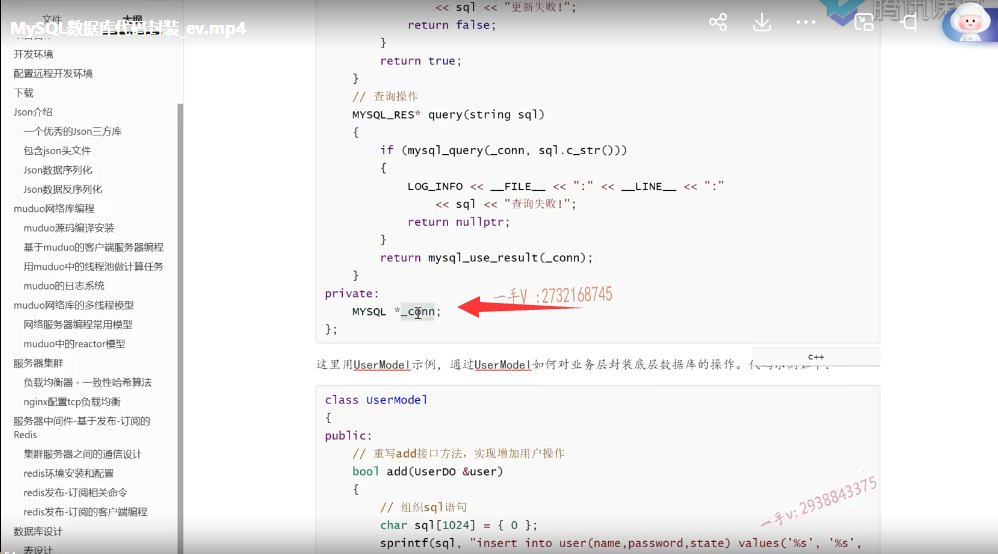 文件
大纲
MySQL数据库代码封装_ev.mp4
腾讯课
开发环境
配置远程开发环境
下载
Json介绍
一个优秀的Json三方库
包含json头文件
Json数据序列化
Json数据反序列化
muduo网络库编程
muduo源码编译安装
基于muduo的客户端服务器编程
用muduo中的线程池做计算任务
muduo的日志系统
muduo网络库的多线程模型
网络服务器编程常用模型
muduo中的reactor模型
服务器集群
负载均衡器 - 一致性哈希算法
nginx配置tcp负载均衡
服务器中间件-基于发布-订阅的
Redis
集群服务器之间的通信设计
redis环境安装和配置
redis发布-订阅相关命令
redis发布-订阅的客户端编程
数据库设计
表设计
<< sql << "更新失败!";
return false;
}
return true;
}
// 查询操作
MYSQL_RES* query(string sql)
{
if (mysql_query(_conn, sql.c_str()))
{
LOG_INFO << __FILE__ << ":" << __LINE__ << ":"
<< sql << "查询失败!";
return nullptr;
}
return mysql_use_result(_conn);
}
private:
一手V :2732168745
MYSQL *_conn;
};
c++
这里用UserModel示例，通过UserModel如何对业务层封装底层数据库的操作。代码示例如下：
class UserModel
{
public:
// 重写add接口方法，实现增加用户操作
bool add(UserDO &user)
{
// 组织sql语句
char sql[1024] = { 0 };
sprintf(sql, "insert into user(name,password,state) values('%s', '%s',
一手v:2938843375